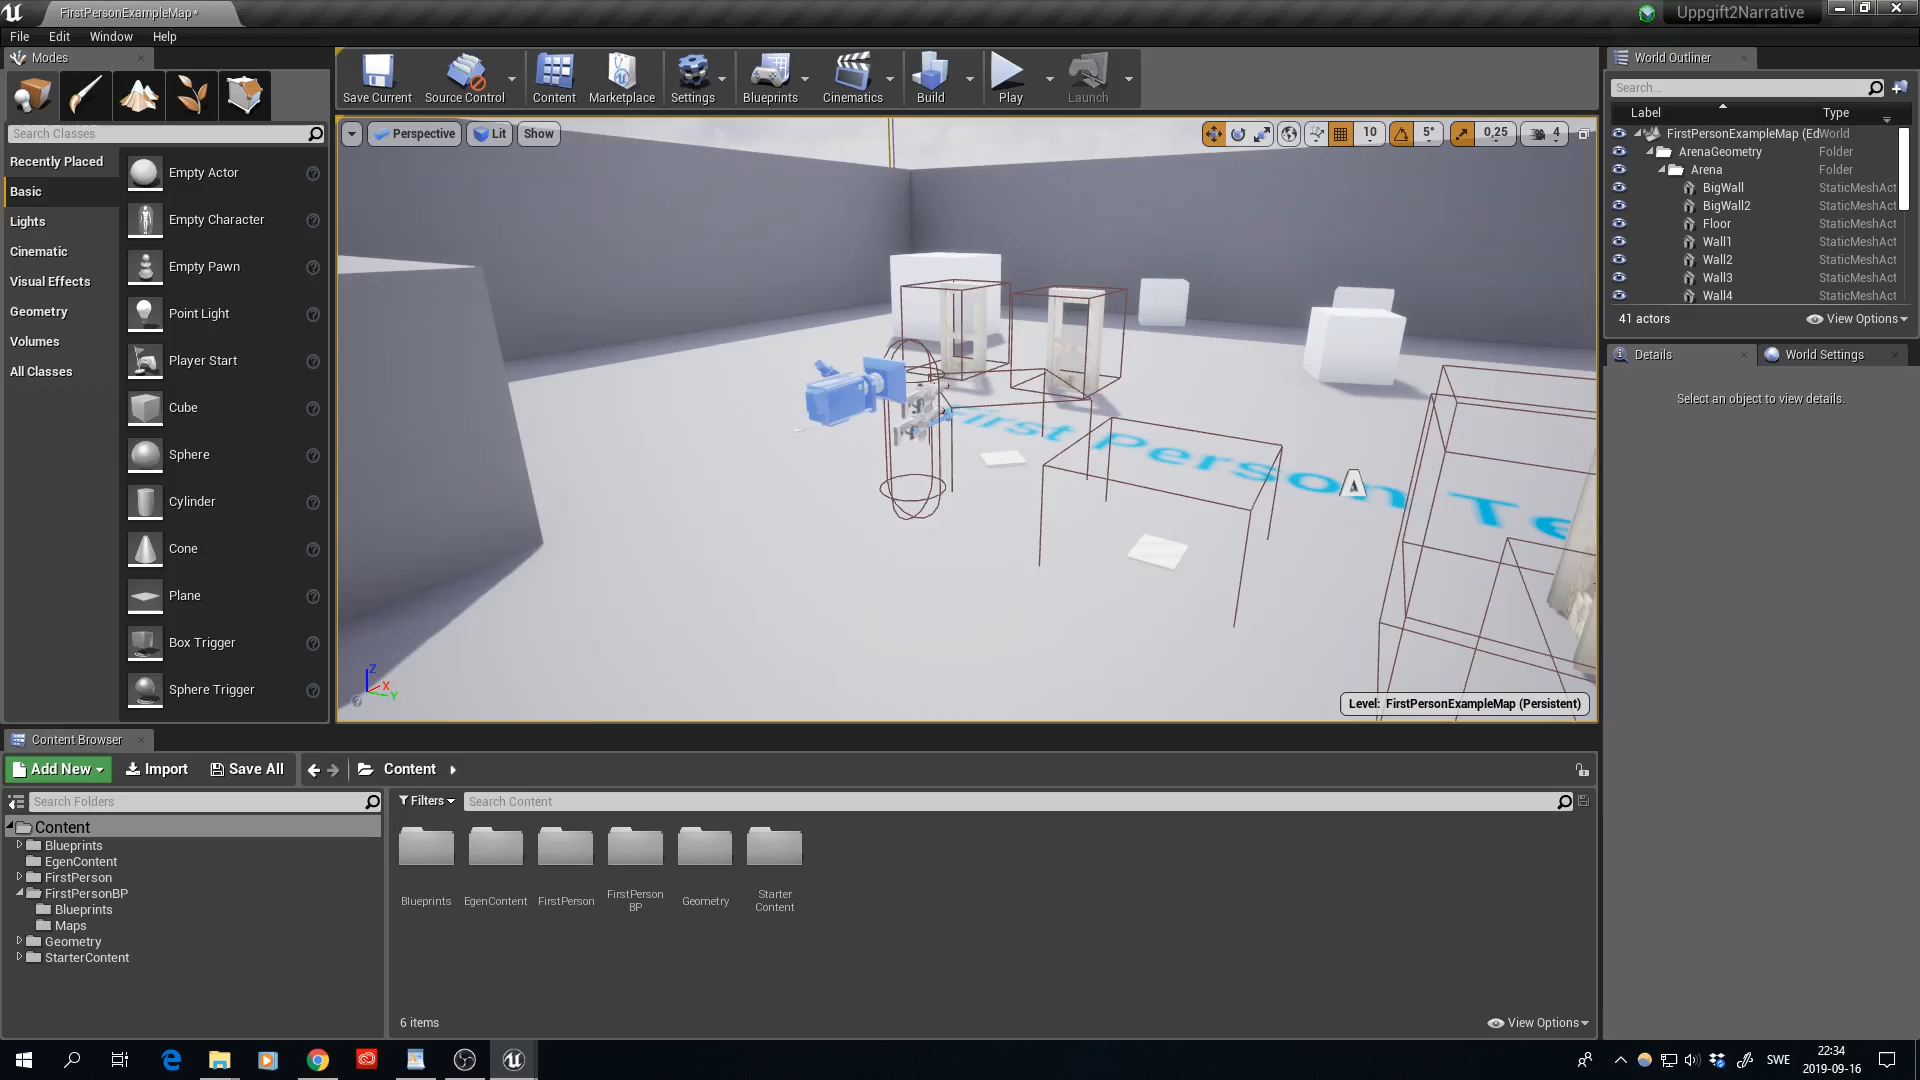 FirstPersonExampleMap*
Uppgift2Narrative
File Edit Window Help
Modes
Search Classes
Recently Placed
Basic
Lights
Cinematic
Visual Effects
Geometry
Volumes
All Classes
Empty Actor
Empty Character
Empty Pawn
Point Light
Player Start
Cube
Sphere
Cylinder
Cone
Plane
Box Trigger
Sphere Trigger
Save Current Source Control Content Marketplace Settings Blueprints Cinematics Build Play Launch
Perspective Lit Show
10 5° 0,25 4
First Person Te
Z
X
Y
Level: FirstPersonExampleMap (Persistent)
World Outliner
Search...
Label Type
FirstPersonExampleMap (Ed World
ArenaGeometry Folder
Arena Folder
BigWall StaticMeshAct
BigWall2 StaticMeshAct
Floor StaticMeshAct
Wall1 StaticMeshAct
Wall2 StaticMeshAct
Wall3 StaticMeshAct
Wall4 StaticMeshAct
41 actors View Options
Details World Settings
Select an object to view details.
Content Browser
Add New Import Save All Content
Search Folders
Content
Blueprints
EgenContent
FirstPerson
FirstPersonBP
Blueprints
Maps
Geometry
StarterContent
Filters Search Content
Blueprints
EgenContent
FirstPerson
FirstPerson
BP
Geometry
Starter
Content
6 items View Options
SWE
22:34
2019-09-16